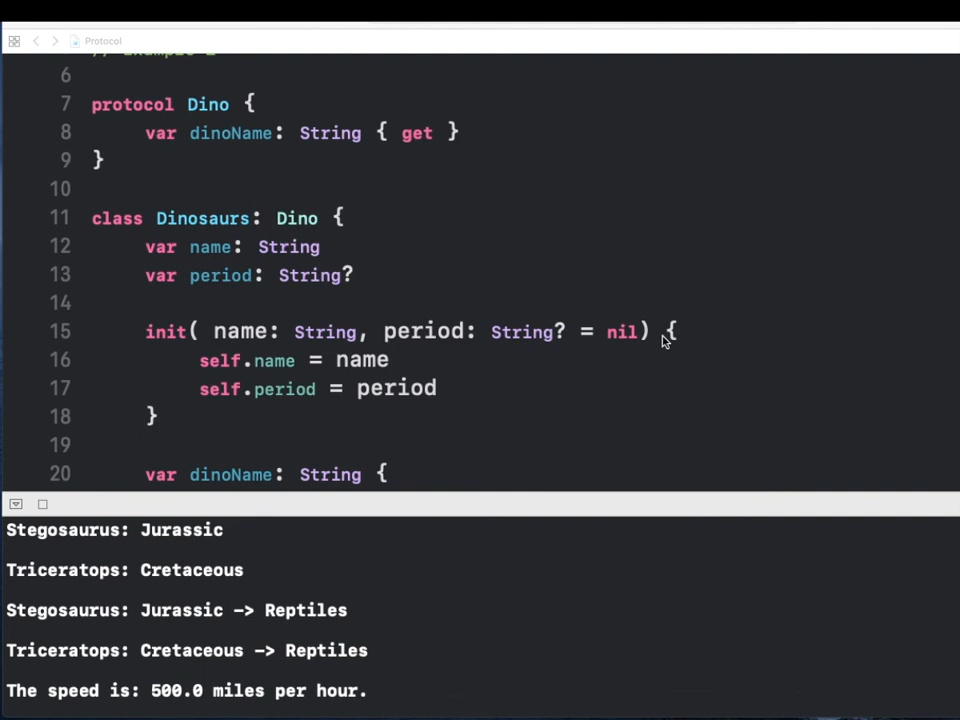 Protocol
6
7 protocol Dino {
8 var dinoName: String { get }
9 }
10
11 class Dinosaurs: Dino {
12 var name: String
13 var period: String?
14
15 init( name: String, period: String? = nil) {
16 self.name = name
17 self.period = period
18 }
19
20 var dinoName: String {
Stegosaurus: Jurassic
Triceratops: Cretaceous
Stegosaurus: Jurassic -> Reptiles
Triceratops: Cretaceous -> Reptiles
The speed is: 500.0 miles per hour.